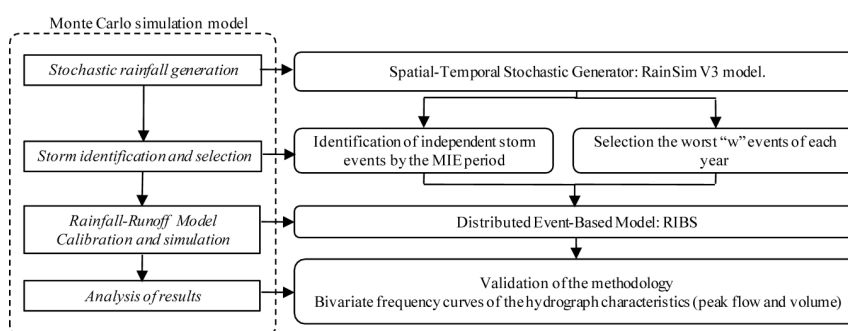 Monte Carlo simulation model
Stochastic rainfall generation
Spatial-Temporal Stochastic Generator: RainSim V3 model.
Storm identification and selection
Identification of independent storm
events by the MIE period
Selection the worst “w” events of each
year
Rainfall-Runoff Model
Calibration and simulation
Distributed Event-Based Model: RIBS
Analysis of results
Validation of the methodology
Bivariate frequency curves of the hydrograph characteristics (peak flow and volume)